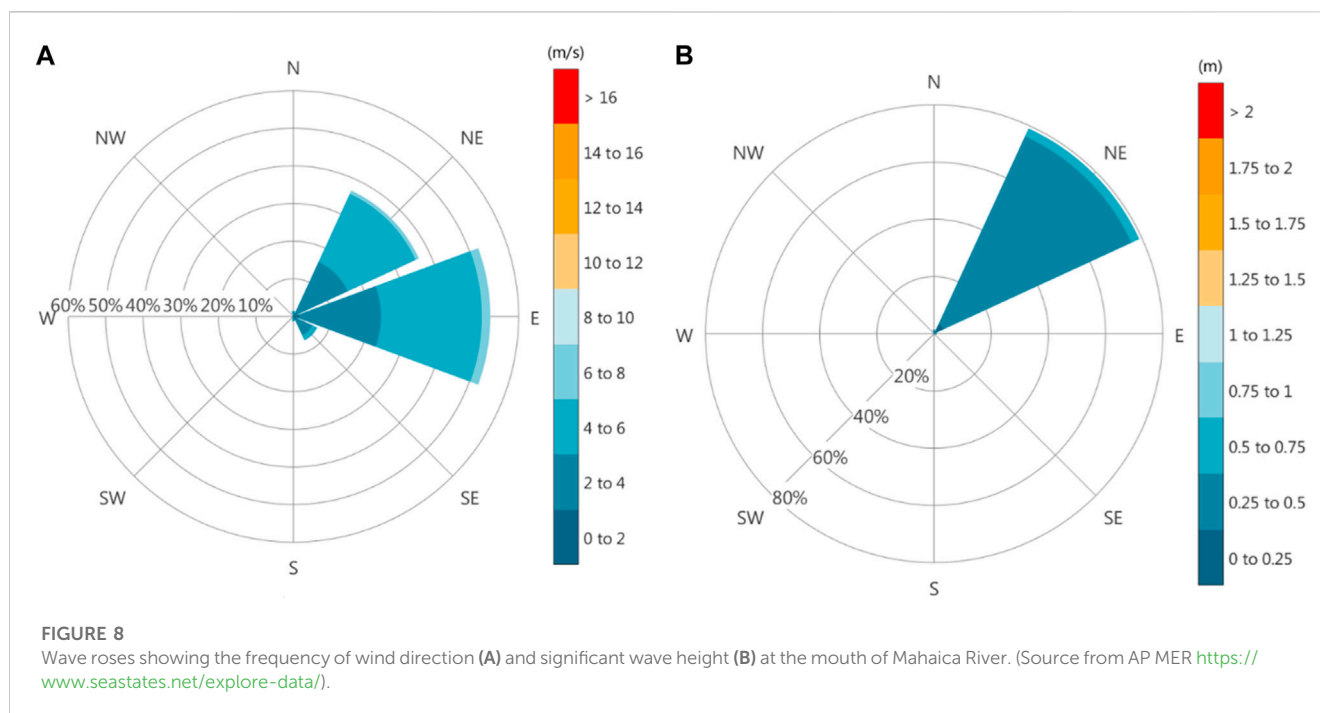 A
(m/s)
N
NW
NE
W
60% 50% 40% 30% 20% 10%
E
SW
SE
S
> 16
14 to 16
12 to 14
10 to 12
8 to 10
6 to 8
4 to 6
2 to 4
0 to 2
B
(m)
N
NW
NE
W
E
20%
40%
60%
80%
SW
SE
S
> 2
1.75 to 2
1.5 to 1.75
1.25 to 1.5
1 to 1.25
0.75 to 1
0.5 to 0.75
0.25 to 0.5
0 to 0.25
FIGURE 8
Wave roses showing the frequency of wind direction (A) and significant wave height (B) at the mouth of Mahaica River. (Source from AP MER https://
www.seastates.net/explore-data/).